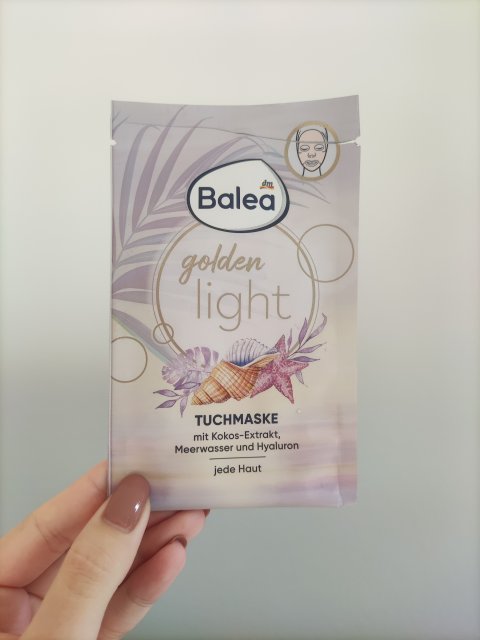 dm
Balea
golden
light
TUCHMASKE
mit Kokos-Extrakt,
Meerwasser und Hyaluron
jede Haut